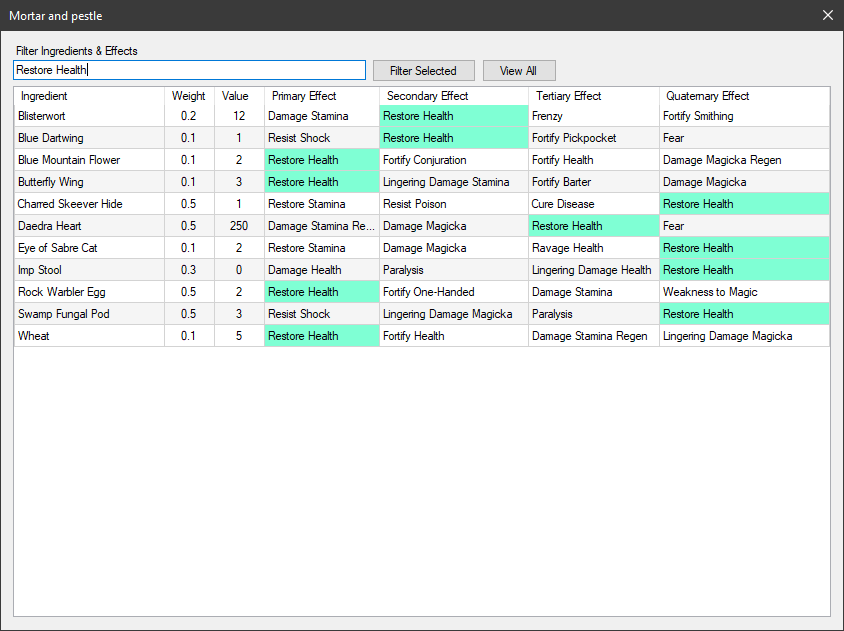 Mortar and pestle
Filter Ingredients & Effects
Restore Health
Filter Selected
View All
Ingredient Weight Value Primary Effect Secondary Effect Tertiary Effect Quaternary Effect
Blisterwort 0.2 12 Damage Stamina Restore Health Frenzy Fortify Smithing
Blue Dartwing 0.1 1 Resist Shock Restore Health Fortify Pickpocket Fear
Blue Mountain Flower 0.1 2 Restore Health Fortify Conjuration Fortify Health Damage Magicka Regen
Butterfly Wing 0.1 3 Restore Health Lingering Damage Stamina Fortify Barter Damage Magicka
Charred Skeever Hide 0.5 1 Restore Stamina Resist Poison Cure Disease Restore Health
Daedra Heart 0.5 250 Damage Stamina Re... Damage Magicka Restore Health Fear
Eye of Sabre Cat 0.1 2 Restore Stamina Damage Magicka Ravage Health Restore Health
Imp Stool 0.3 0 Damage Health Paralysis Lingering Damage Health Restore Health
Rock Warbler Egg 0.5 2 Restore Health Fortify One-Handed Damage Stamina Weakness to Magic
Swamp Fungal Pod 0.5 3 Resist Shock Lingering Damage Magicka Paralysis Restore Health
Wheat 0.1 5 Restore Health Fortify Health Damage Stamina Regen Lingering Damage Magicka